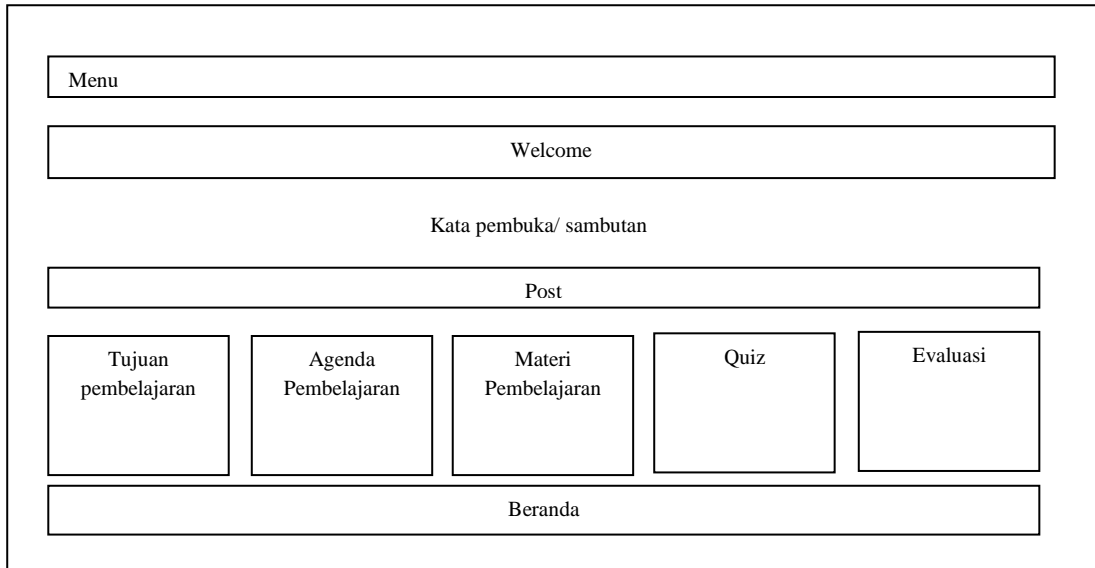 Menu
Welcome
Kata pembuka/ sambutan
Post
Tujuan
pembelajaran
Agenda
Pembelajaran
Materi
Pembelajaran
Quiz
Evaluasi
Beranda